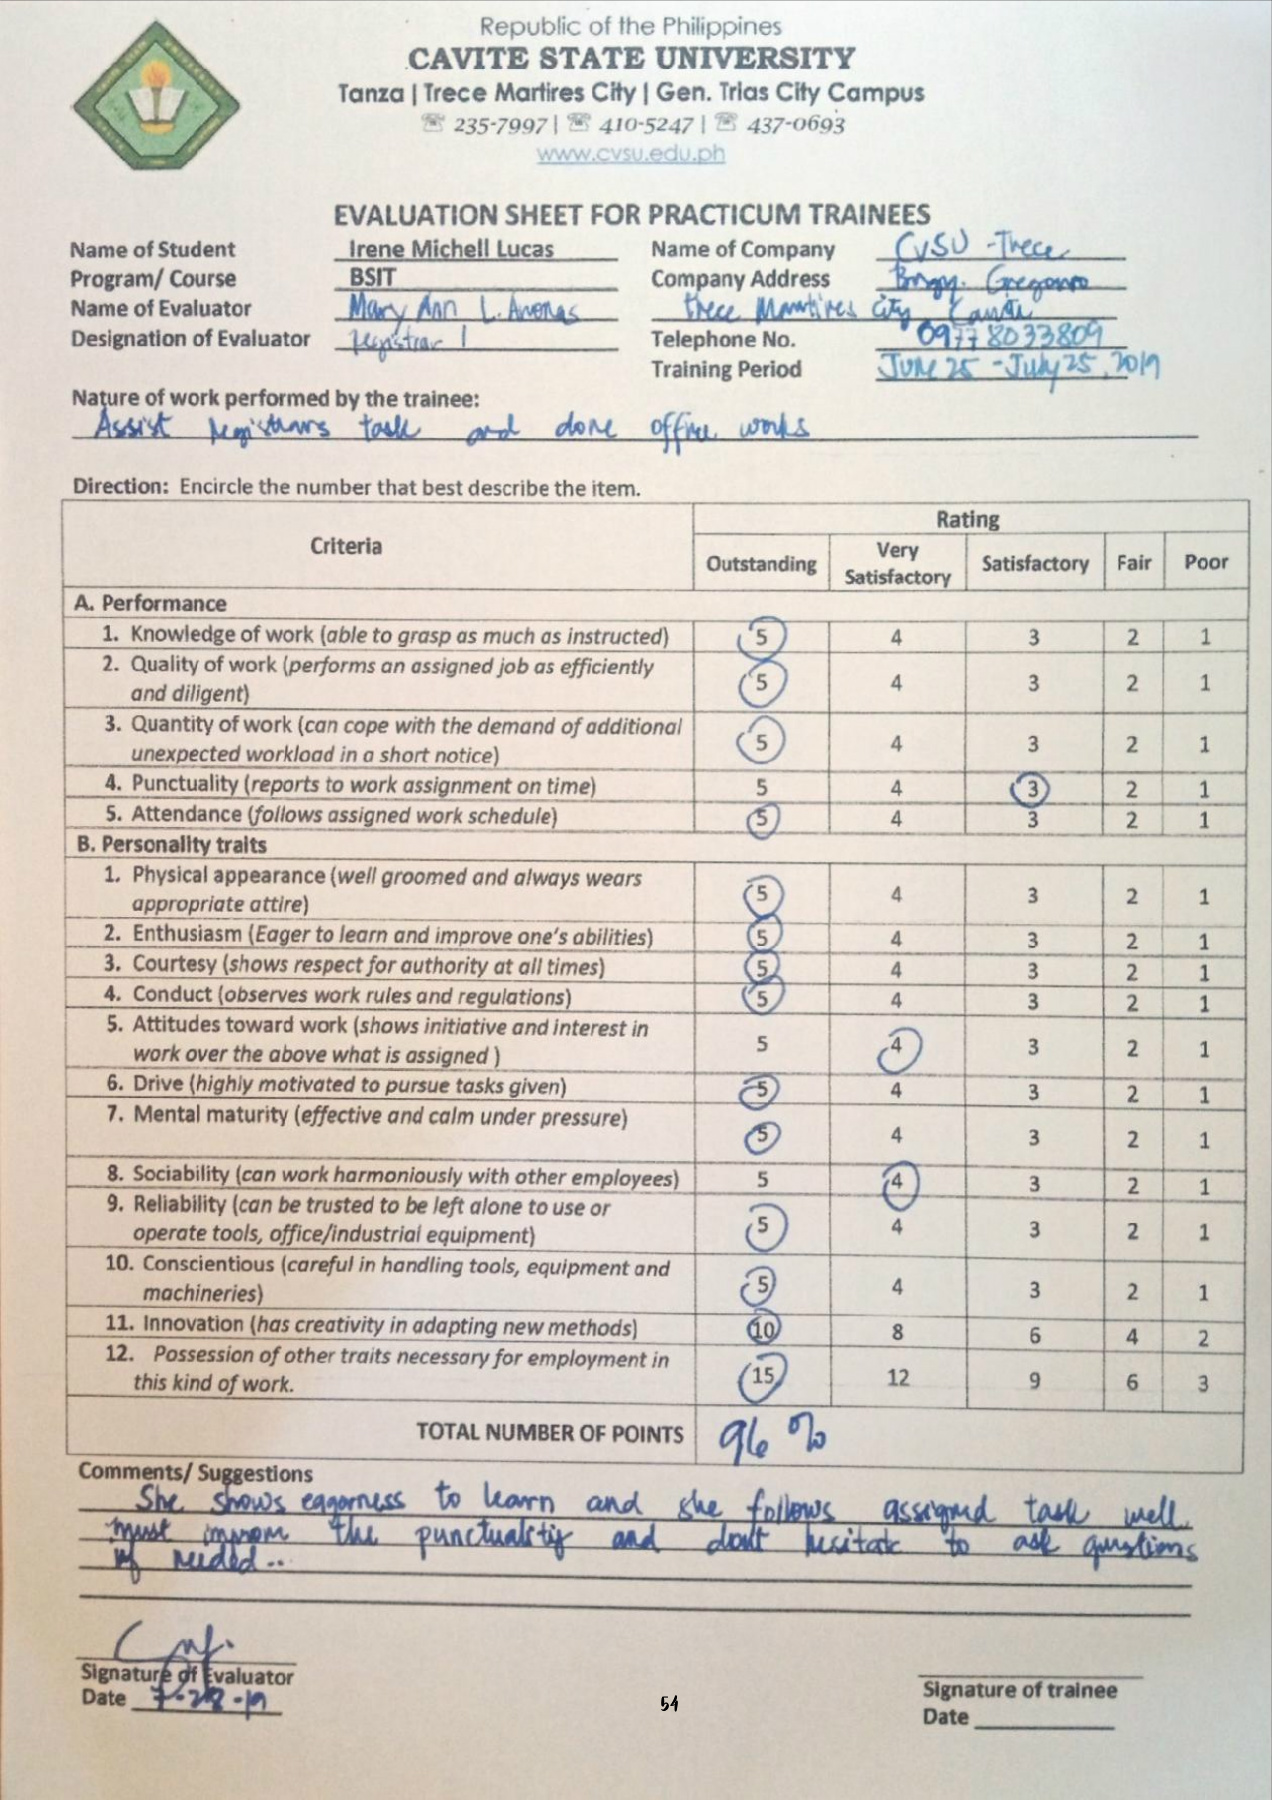 Republic of the Philippines
CAVITE STATE UNIVERSITY
Tanza | Trece Martires City | Gen. Trias City Campus
☏ 235-7997 | ☏ 410-5247 | ☏ 437-0693
www.cvsu.edu.ph
EVALUATION SHEET FOR PRACTICUM TRAINEES
Name of Student Irene Michell Lucas Name of Company CVSU - Trece
Program/ Course BSIT Company Address Brgy. Gregorio
Name of Evaluator Mary Ann L. Trece Martires City
Designation of Evaluator registrar I Telephone No. 09778033809
Training Period June 25 - July 25, 2019
Nature of work performed by the trainee:
Assist registrars task and done office works
Direction: Encircle the number that best describe the item.
Criteria Rating
Outstanding Very Satisfactory Satisfactory Fair Poor
A. Performance
1. Knowledge of work (able to grasp as much as instructed) 5 4 3 2 1
2. Quality of work (performs an assigned job as efficiently
and diligent) 5 4 3 2 1
3. Quantity of work (can cope with the demand of additional
unexpected workload in a short notice) 5 4 3 2 1
4. Punctuality (reports to work assignment on time) 5 4 3 2 1
5. Attendance (follows assigned work schedule) 5 4 3 2 1
B. Personality traits
1. Physical appearance (well groomed and always wears
appropriate attire) 5 4 3 2 1
2. Enthusiasm (Eager to learn and improve one's abilities) 5 4 3 2 1
3. Courtesy (shows respect for authority at all times) 5 4 3 2 1
4. Conduct (observes work rules and regulations) 5 4 3 2 1
5. Attitudes toward work (shows initiative and interest in
work over the above what is assigned ) 5 4 3 2 1
6. Drive (highly motivated to pursue tasks given) 5 4 3 2 1
7. Mental maturity (effective and calm under pressure) 5 4 3 2 1
8. Sociability (can work harmoniously with other employees) 5 4 3 2 1
9. Reliability (can be trusted to be left alone to use or
operate tools, office/industrial equipment) 5 4 3 2 1
10. Conscientious (careful in handling tools, equipment and
machineries) 5 4 3 2 1
11. Innovation (has creativity in adapting new methods) 10 8 6 4 2
12. Possession of other traits necessary for employment in
this kind of work. 15 12 9 6 3
TOTAL NUMBER OF POINTS 96 %
Comments/ Suggestions
She shows eagerness to learn and she follows assigned task well
must improve the punctuality and dont hesitate to ask questions
if needed..
Signature of Evaluator
Date 7-28-19
Signature of trainee
Date
54